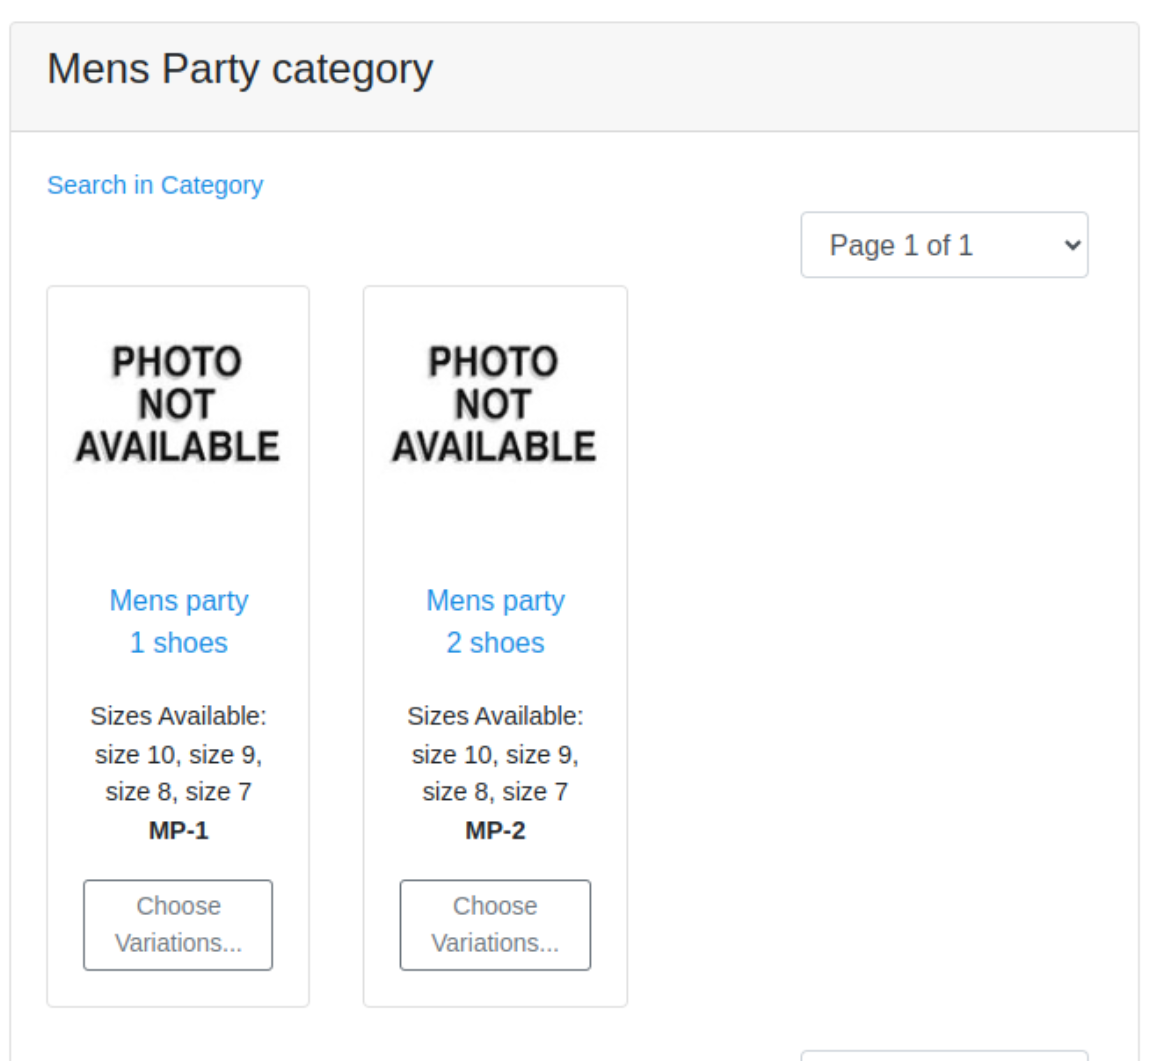 Mens Party category
Search in Category
Page 1 of 1
PHOTO
NOT
AVAILABLE
Mens party
1 shoes
Sizes Available:
size 10, size 9,
size 8, size 7
MP-1
Choose
Variations...
PHOTO
NOT
AVAILABLE
Mens party
2 shoes
Sizes Available:
size 10, size 9,
size 8, size 7
MP-2
Choose
Variations...